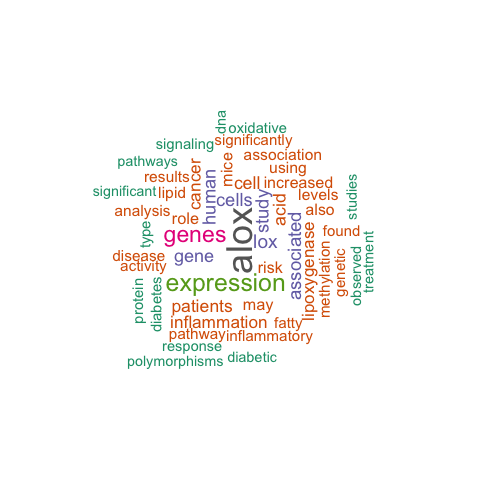 dna
oxidative
signaling
significantly
pathways
mice
association
results
cancer
using
significant
lipid
human
cell
increased
cells
study
acid
levels
studies
analysis
role
also
type
genes
alox
lox
associated
lipoxygenase
found
disease
gene
activity
risk
methylation
genetic
observed
treatment
protein
diabetes
expression
patients
may
inflammation
fatty
pathway
inflammatory
response
polymorphisms
diabetic